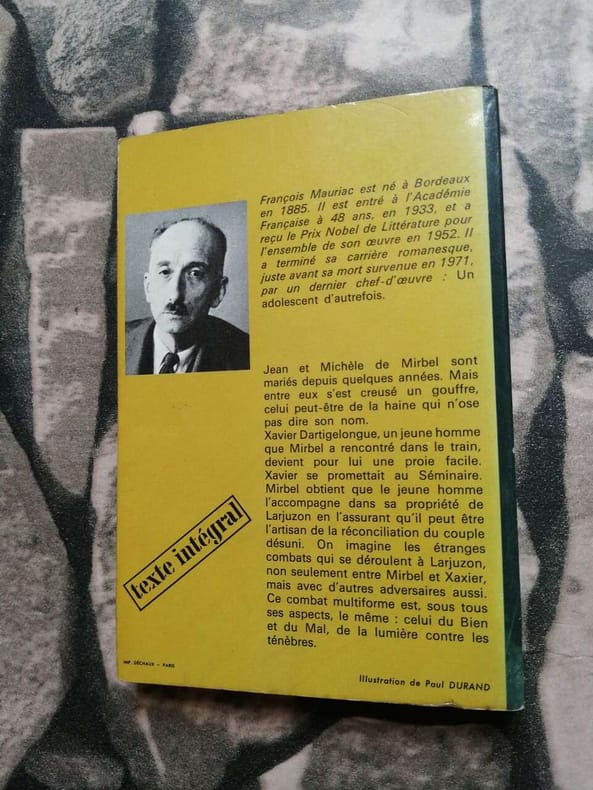 François Mauriac est né à Bordeaux
en 1885. Il est entré à l'Académie
Française à 48 ans, en 1933, et a
reçu le Prix Nobel de Littérature pour
l'ensemble de son œuvre en 1952. Il
a terminé sa carrière romanesque,
juste avant sa mort survenue en 1971,
par un dernier chef-d'œuvre : Un
adolescent d'autrefois.
Jean et Michèle de Mirbel sont
mariés depuis quelques années. Mais
entre eux s'est creusé un gouffre,
celui peut-être de la haine qui n'ose
pas dire son nom.
Xavier Dartigelongue, un jeune homme
que Mirbel a rencontré dans le train,
devient pour lui une proie facile.
Xavier se promettait au Séminaire.
Mirbel obtient que le jeune homme
l'accompagne dans sa propriété de
Larjuzon en l'assurant qu'il peut être
l'artisan de la réconciliation du couple
désuni. On imagine les étranges
combats qui se déroulent à Larjuzon,
non seulement entre Mirbel et Xaxier,
mais avec d'autres adversaires aussi.
Ce combat multiforme est, sous tous
ses aspects, le même : celui du Bien
et du Mal, de la lumière contre les
ténèbres.
texte intégral
IMP. DÉCHAUX – PARIS
Illustration de Paul DURAND